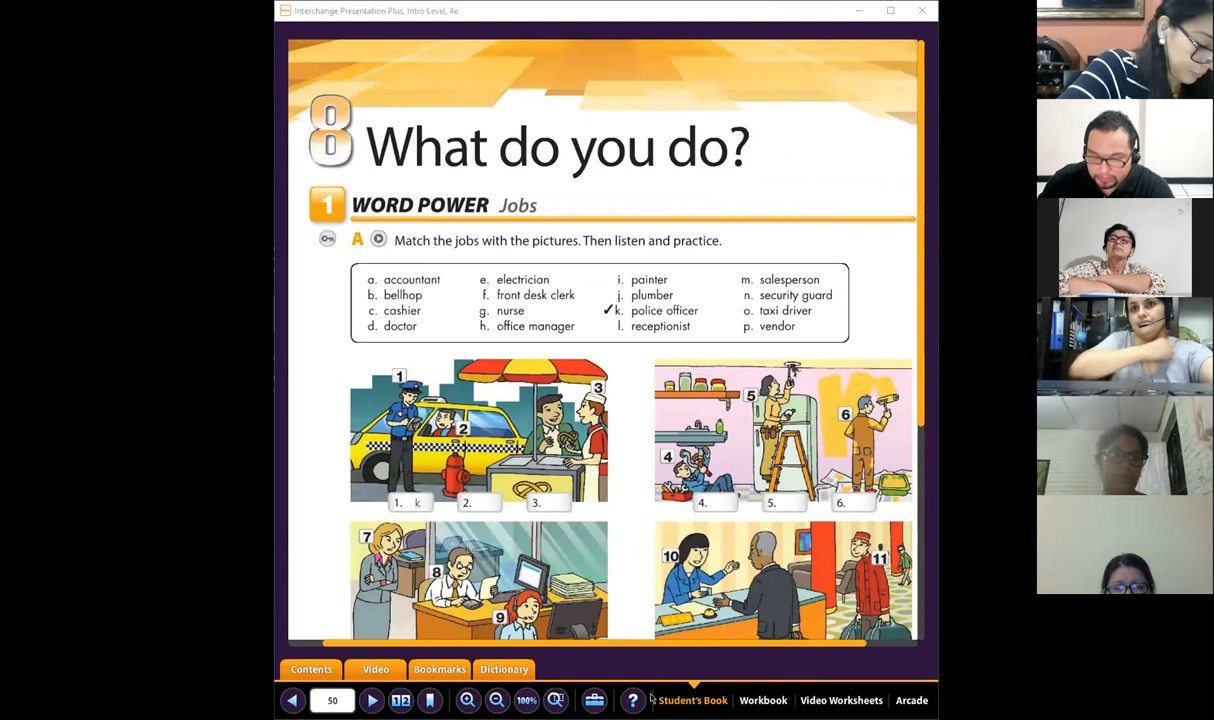 Interchange Presentation Plus, Intro Level, 4e
8 What do you do?
1 WORD POWER Jobs
A Match the jobs with the pictures. Then listen and practice.
a. accountant
b. bellhop
c. cashier
d. doctor
e. electrician
f. front desk clerk
g. nurse
h. office manager
i. painter
j. plumber
✓k. police officer
l. receptionist
m. salesperson
n. security guard
o. taxi driver
p. vendor
1
2
3
1. k 2. 3.
4
5
6
4. 5. 6.
7
8
9
10
11
Contents Video Bookmarks Dictionary
50 12 100% ? Student's Book Workbook Video Worksheets Arcade